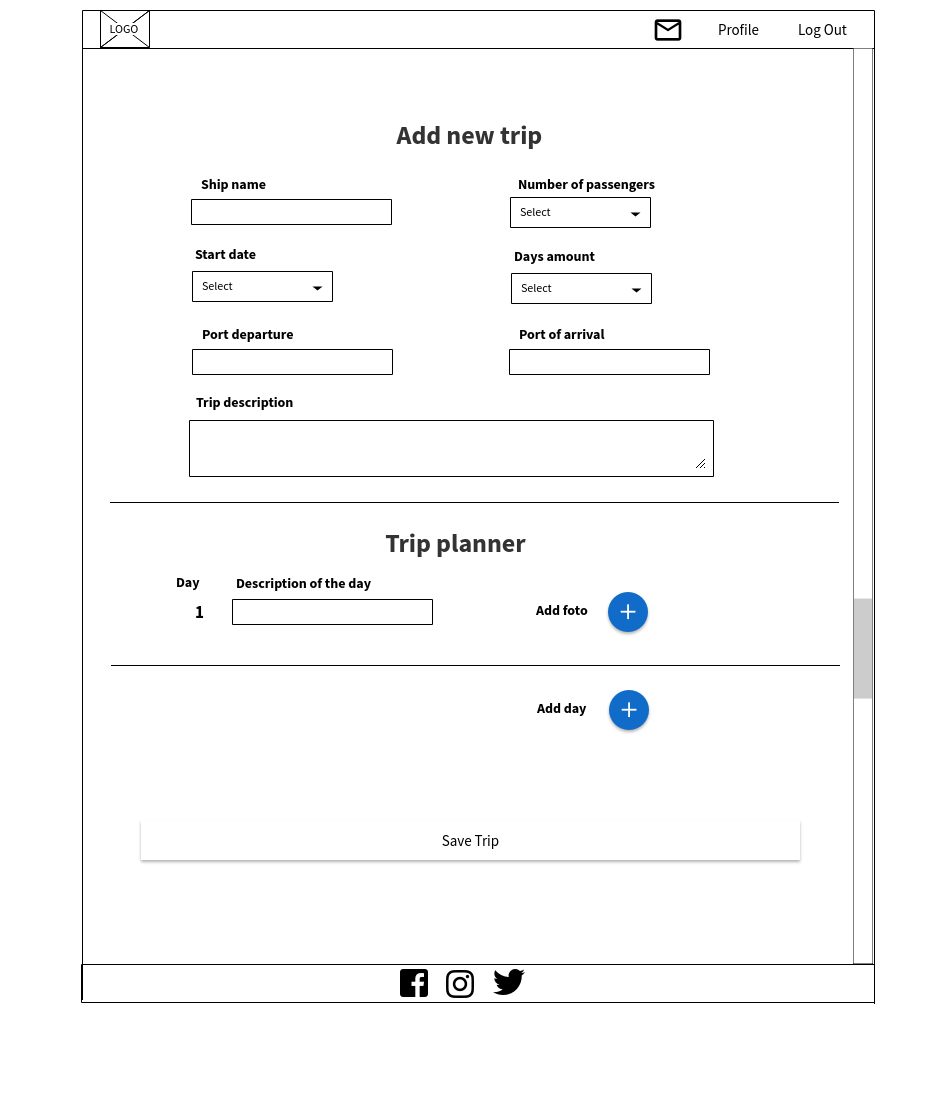 LOGO
Profile
Log Out
Add new trip
Ship name
Number of passengers
Select
Start date
Days amount
Select
Select
Port departure
Port of arrival
Trip description
Trip planner
Day
Description of the day
1
Add foto
Add day
Save Trip